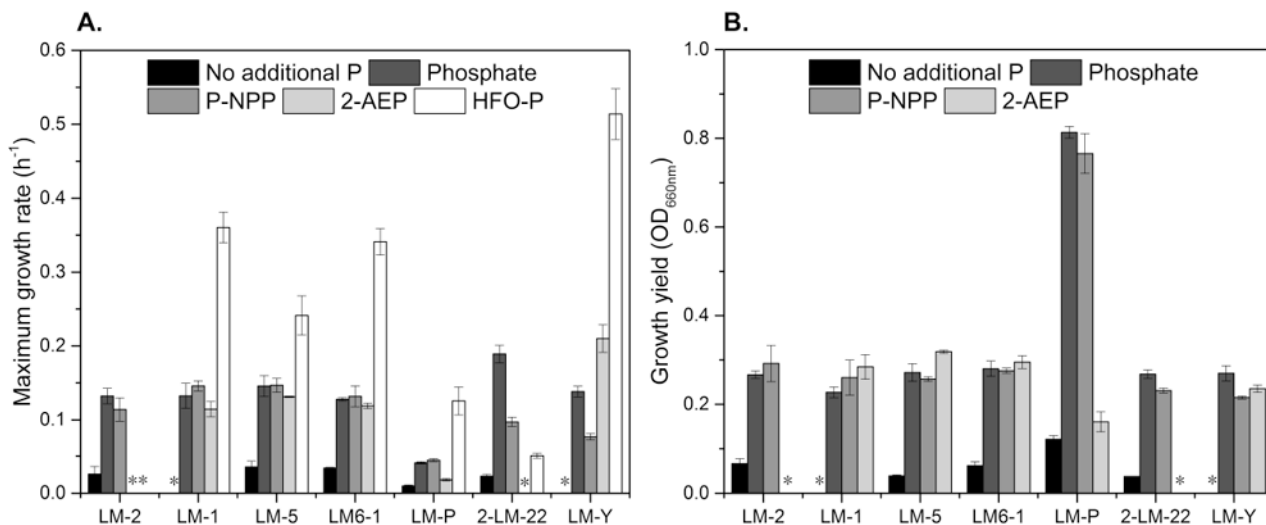 A.
Maximum growth rate (h⁻¹)
0.6
0.5
0.4
0.3
0.2
0.1
0.0
No additional P Phosphate
P-NPP 2-AEP HFO-P
** * * *
LM-2 LM-1 LM-5 LM6-1 LM-P 2-LM-22 LM-Y
B.
Growth yield (OD₆₆₀ₙₘ)
1.0
0.8
0.6
0.4
0.2
0.0
No additional P Phosphate
P-NPP 2-AEP
* * * *
LM-2 LM-1 LM-5 LM6-1 LM-P 2-LM-22 LM-Y